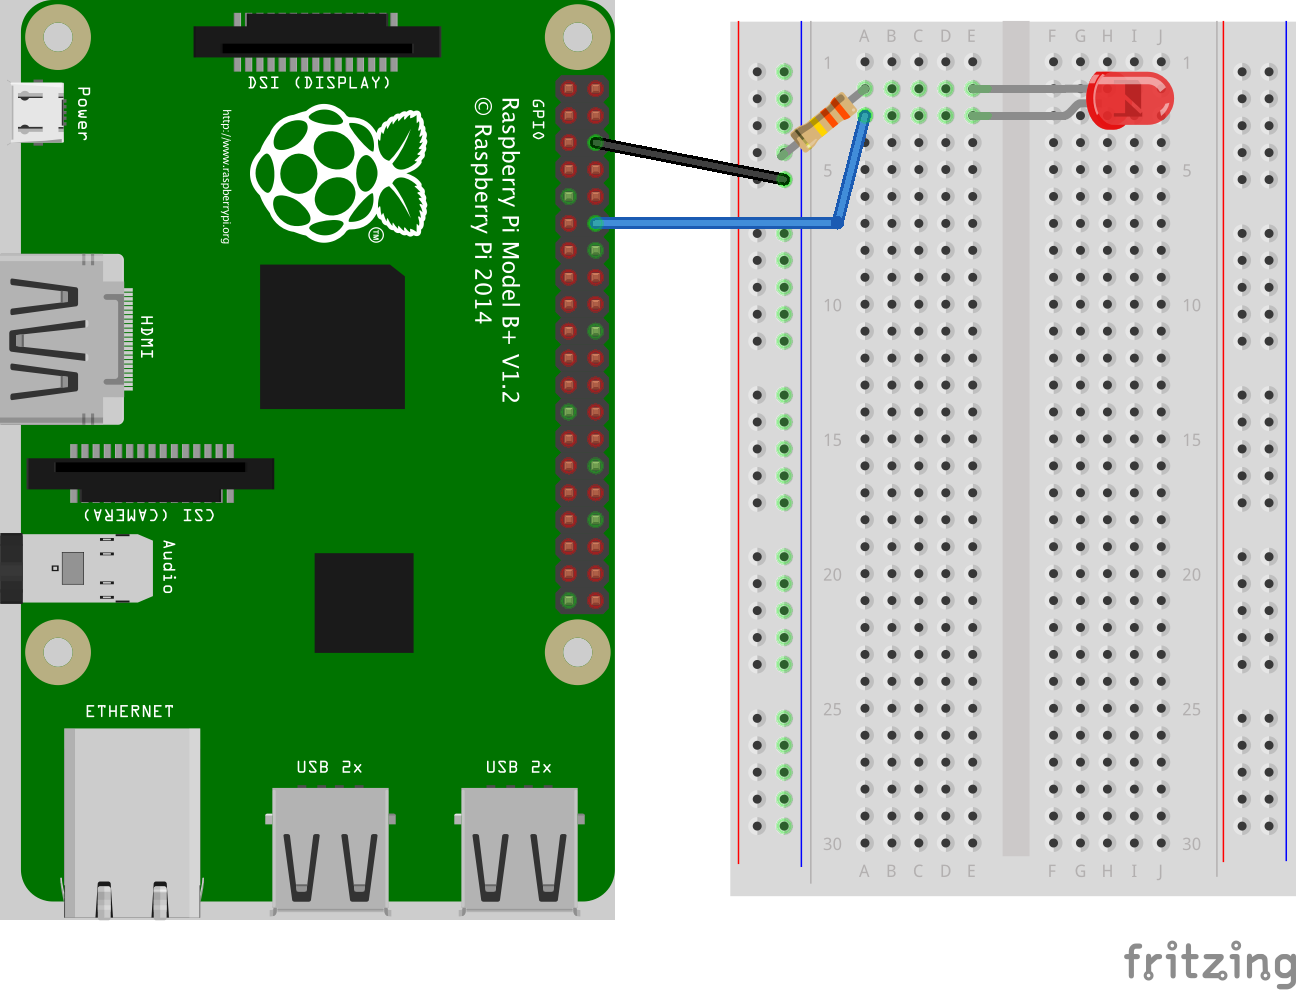 DSI (DISPLAY)
Power
http://www.raspberrypi.org
TM
GPIO
Raspberry Pi Model B+ V1.2
© Raspberry Pi 2014
HDMI
CSI (CAMERA)
Audio
ETHERNET
USB 2x
USB 2x
A B C D E F G H I J
1 1
5 5
10 10
15 15
20 20
25 25
30 30
A B C D E F G H I J
fritzing